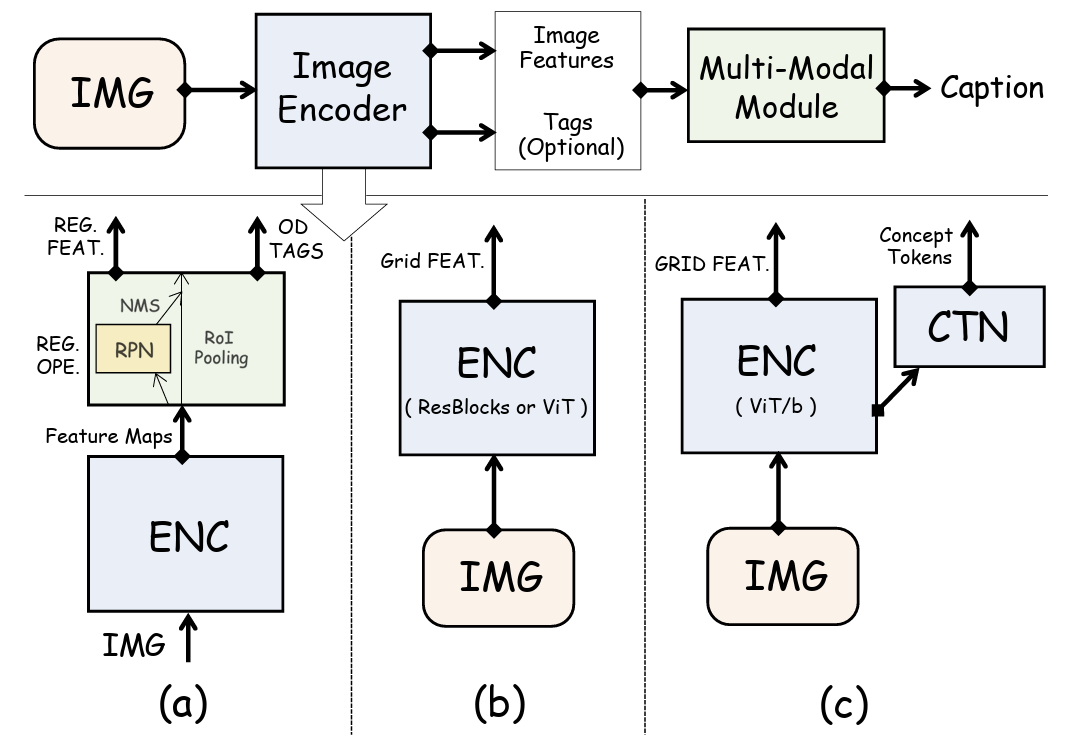 IMG
Image
Encoder
Image
Features
Tags
(Optional)
Multi-Modal
Module
Caption
REG.
FEAT.
OD
TAGS
NMS
RPN
RoI
Pooling
REG.
OPE.
Feature Maps
ENC
IMG
(a)
Grid FEAT.
ENC
( ResBlocks or ViT )
IMG
(b)
GRID FEAT.
Concept
Tokens
CTN
ENC
( ViT/b )
IMG
(c)